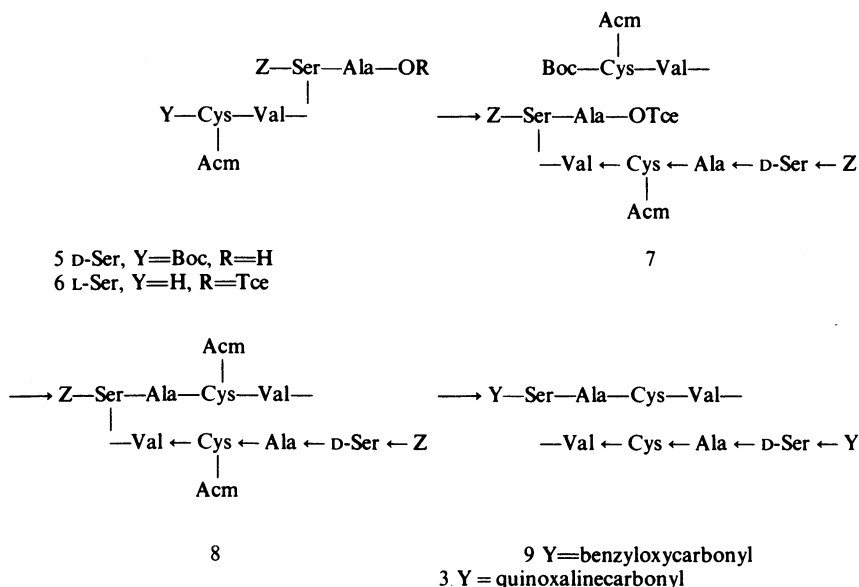 Acm
Z—Ser—Ala—OR
Boc—Cys—Val—
Y—Cys—Val—
Z—Ser—Ala—OTce
Acm
—Val ← Cys ← Ala ← D-Ser ← Z
Acm
5 D-Ser, Y=Boc, R=H
6 L-Ser, Y=H, R=Tce
7
Acm
→ Z—Ser—Ala—Cys—Val—
—Val ← Cys ← Ala ← D-Ser ← Z
Acm
8
→ Y—Ser—Ala—Cys—Val—
—Val ← Cys ← Ala ← D-Ser ← Y
9 Y=benzyloxycarbonyl
3. Y = quinoxalinecarbonyl